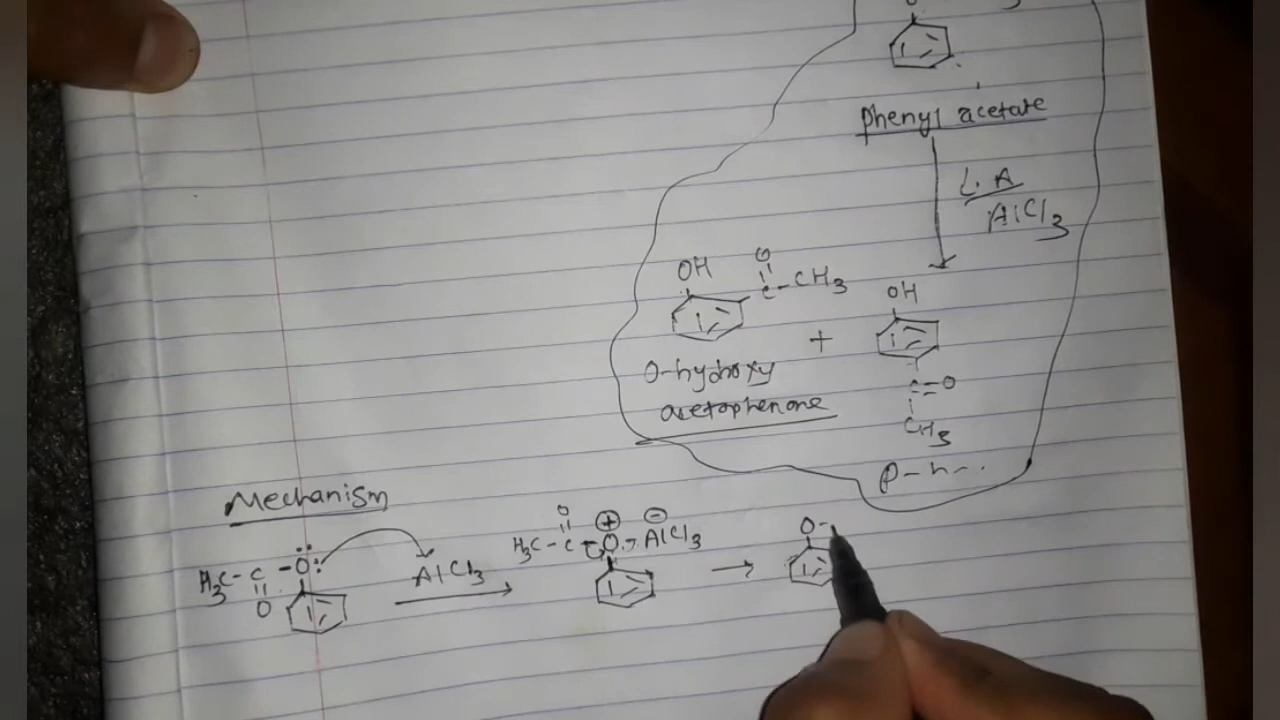 phenyl acetate
L.A
AlCl3
OH
O
C-CH3
OH
+
C=O
CH3
O-hydroxy
acetophenone
p-h--.
Mechanism
H3C-C-O:
O
AlCl3
O
H3C-C-O-AlCl3
+
-
O-